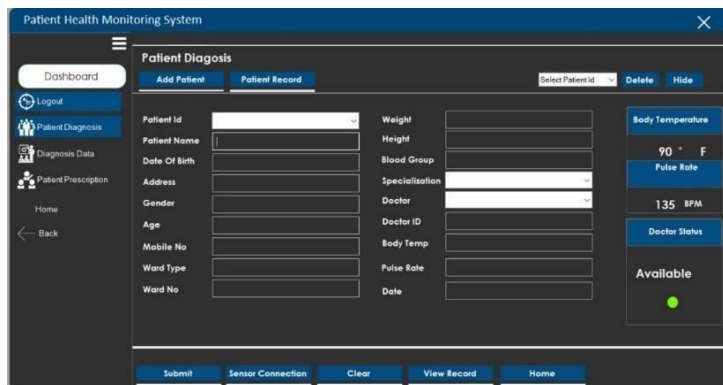 Patient Health Monitoring System
Dashboard
Logout
Patient Diagnosis
Diagnosis Data
Patient Prescription
Home
Back
Patient Diagosis
Add Patient Patient Record Select Patient Id Delete Hide
Patient Id
Patient Name
Date Of Birth
Address
Gender
Age
Mobile No
Ward Type
Ward No
Weight
Height
Blood Group
Specialization
Doctor
Doctor ID
Body Temp
Pulse Rate
Date
Body Temperature
90 ° F
Pulse Rate
135 BPM
Doctor Status
Available
Submit Sensor Connection Clear View Record Home